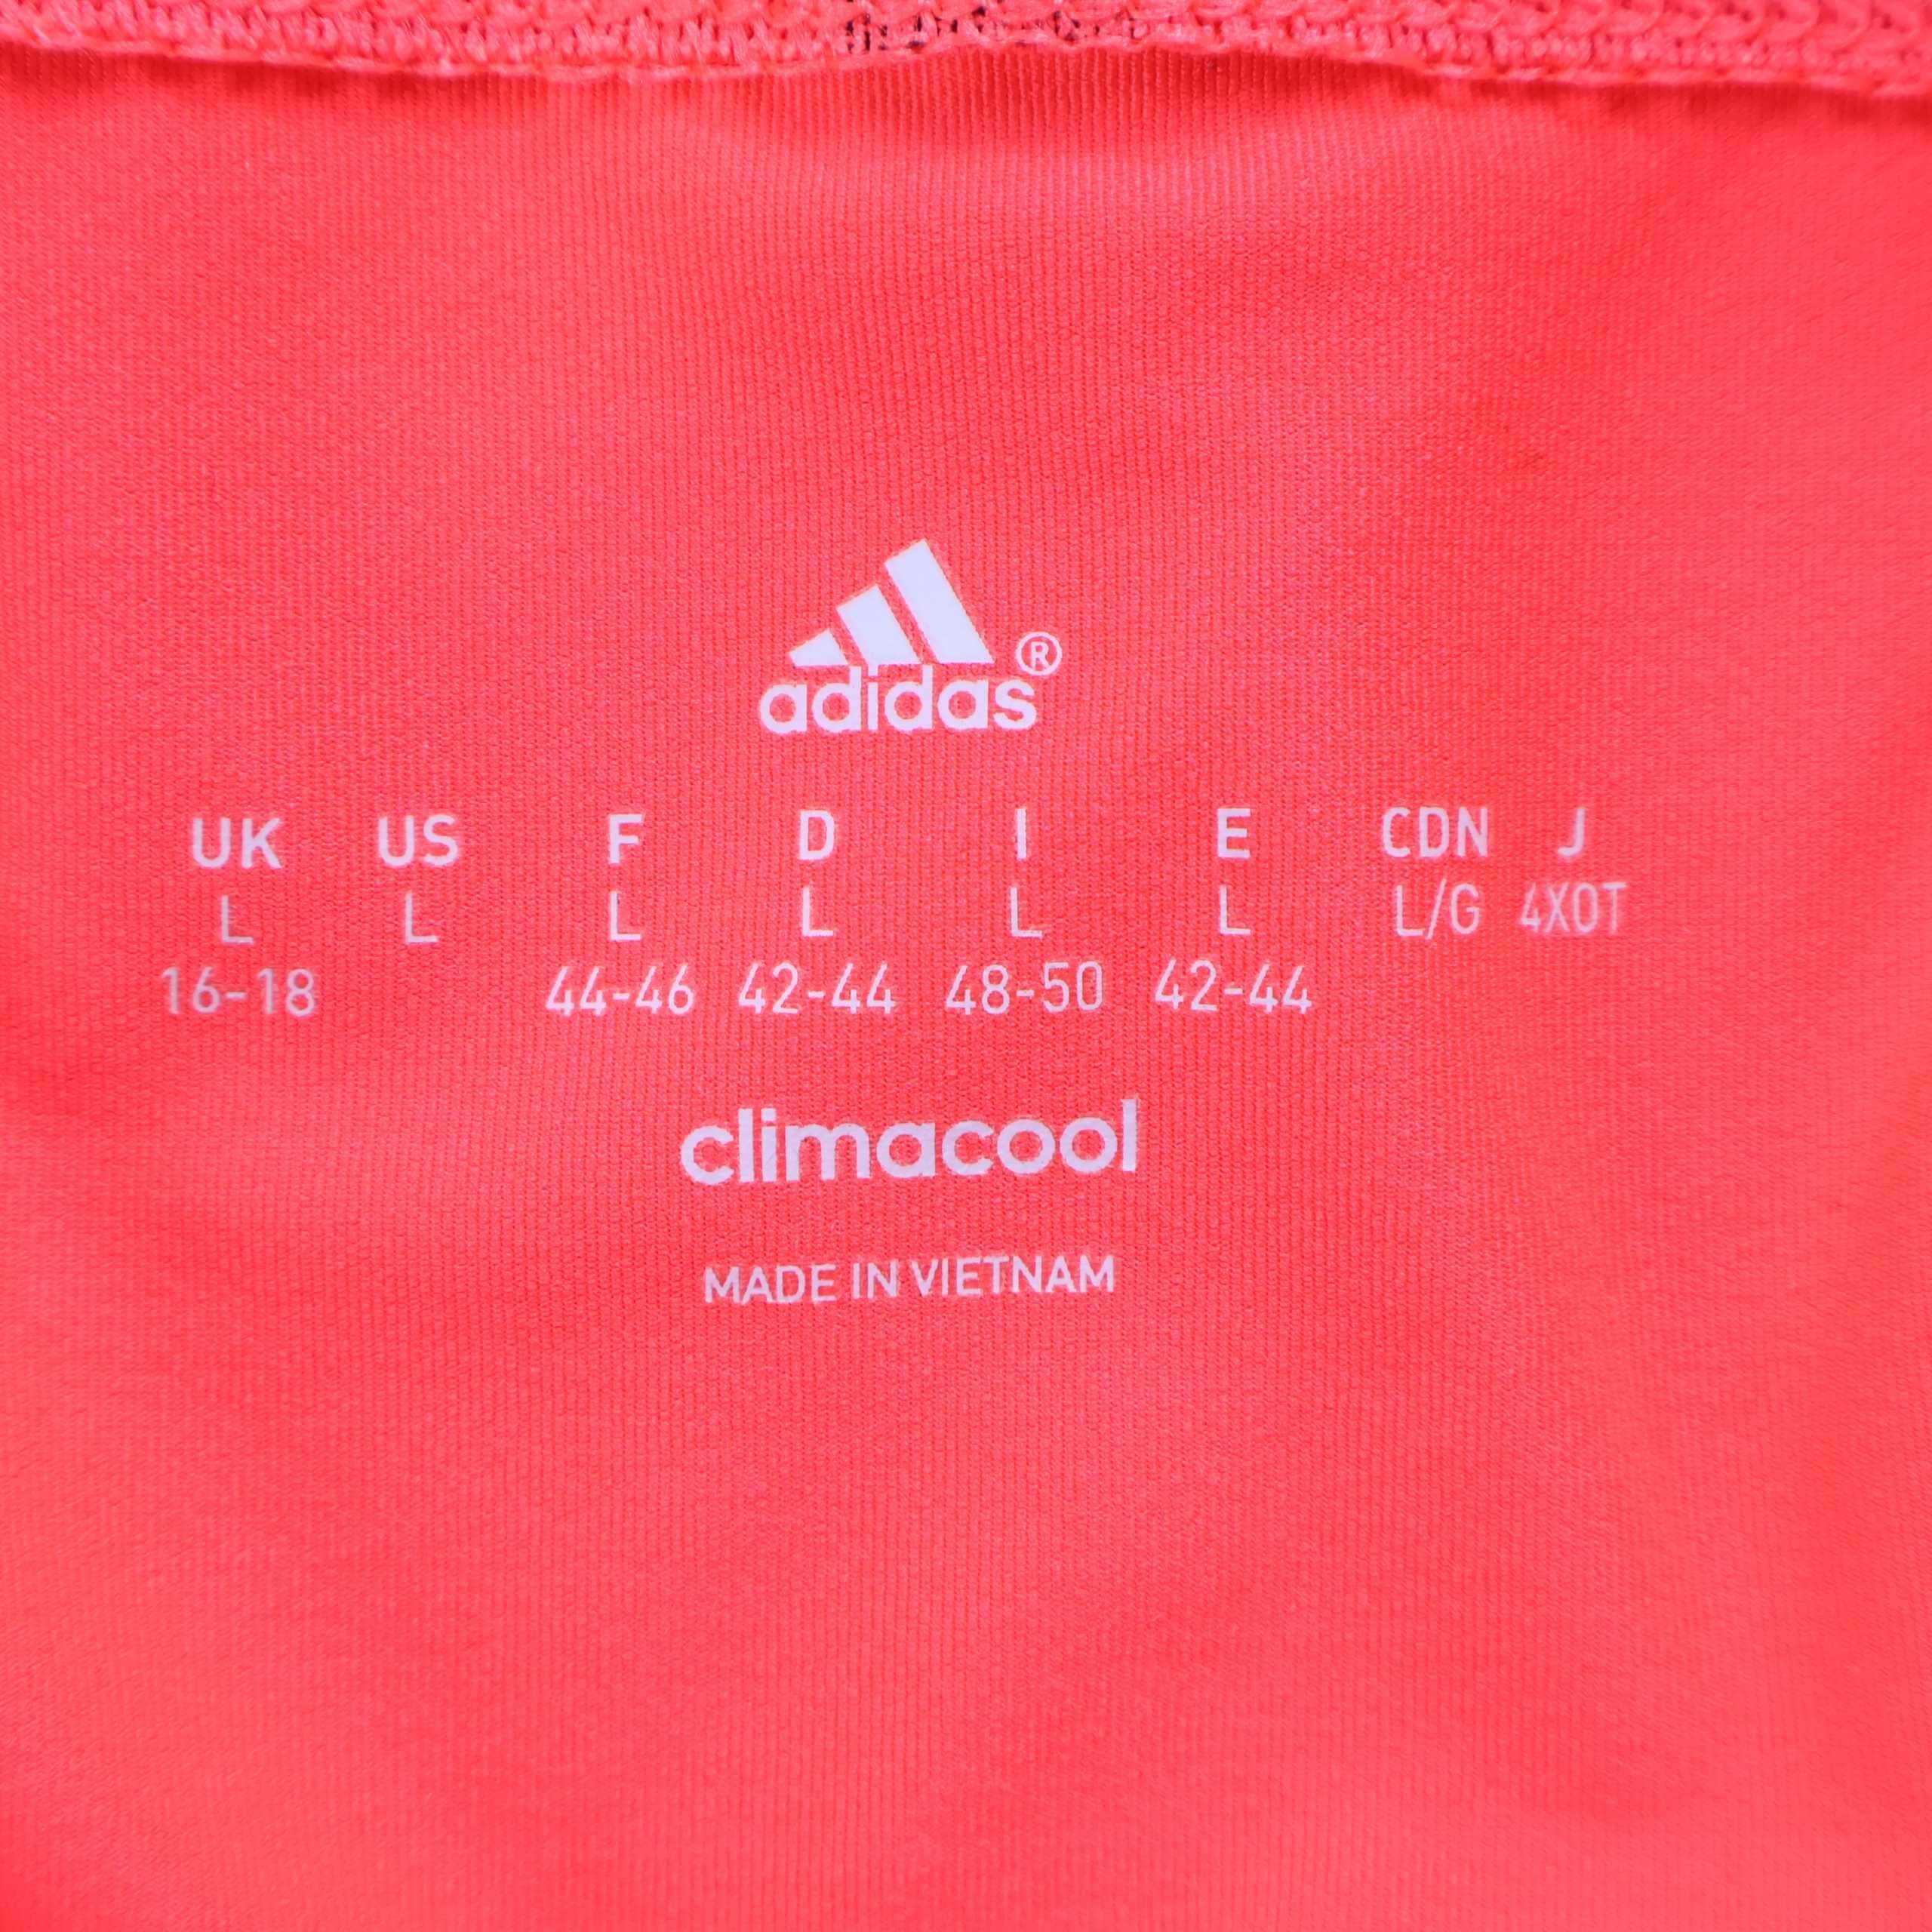 adidas®
UK US F D I E CDN J
L L L L L L L/G 4XOT
16-18 44-46 42-44 48-50 42-44
climacool
MADE IN VIETNAM